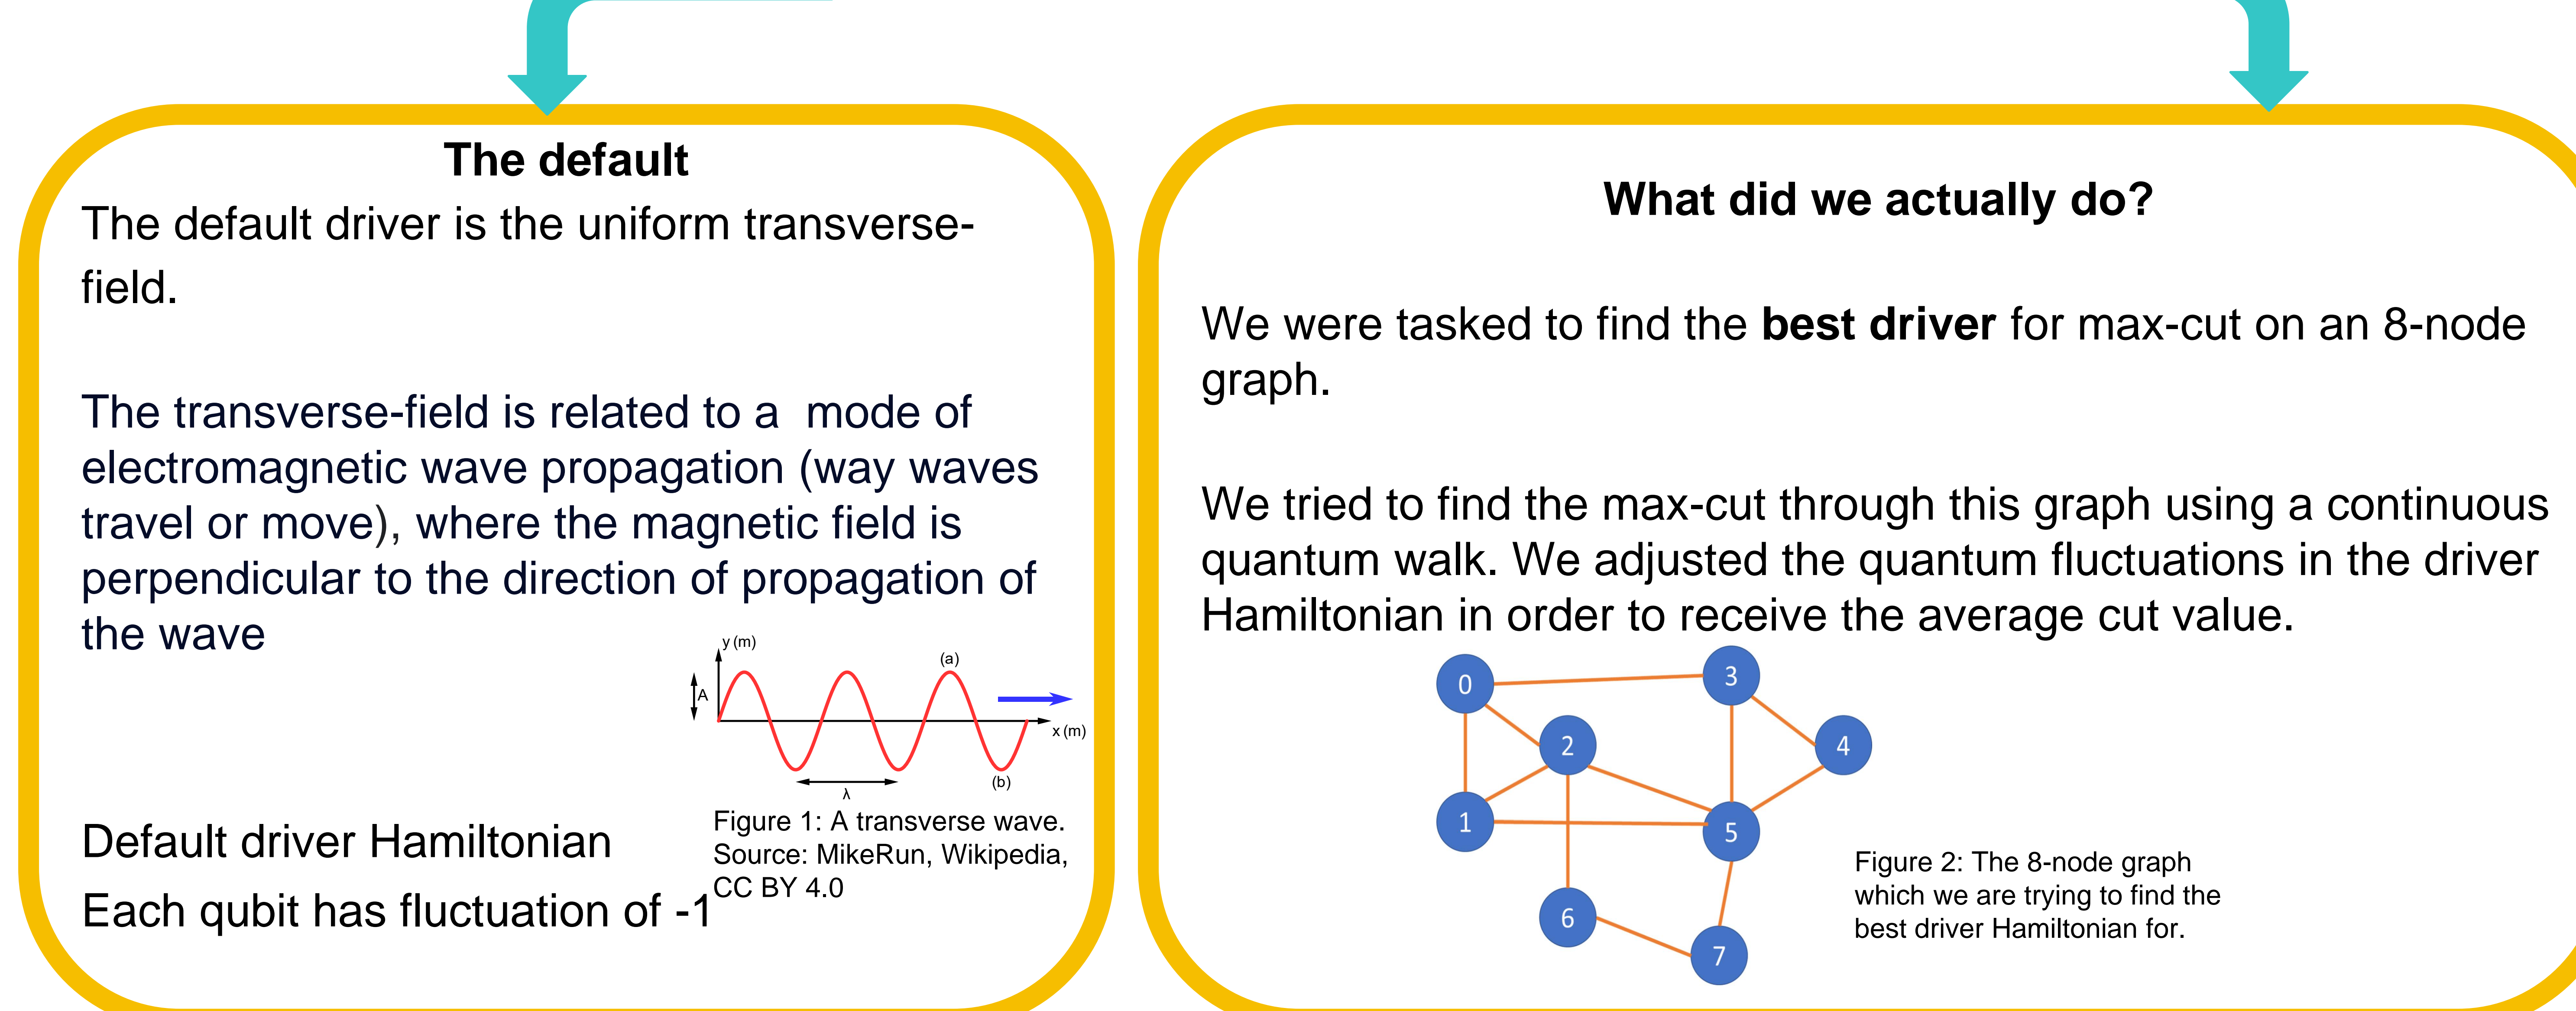 The default
The default driver is the uniform transverse-
field.
The transverse-field is related to a  mode of
electromagnetic wave propagation (way waves
travel or move), where the magnetic field is
perpendicular to the direction of propagation of
the wave
y (m)
A
(a)
x (m)
(b)
λ
Figure 1: A transverse wave.
Source: MikeRun, Wikipedia,
CC BY 4.0
Default driver Hamiltonian
Each qubit has fluctuation of -1
What did we actually do?
We were tasked to find the best driver for max-cut on an 8-node
graph.
We tried to find the max-cut through this graph using a continuous
quantum walk. We adjusted the quantum fluctuations in the driver
Hamiltonian in order to receive the average cut value.
0
3
2
4
1
5
6
7
Figure 2: The 8-node graph
which we are trying to find the
best driver Hamiltonian for.